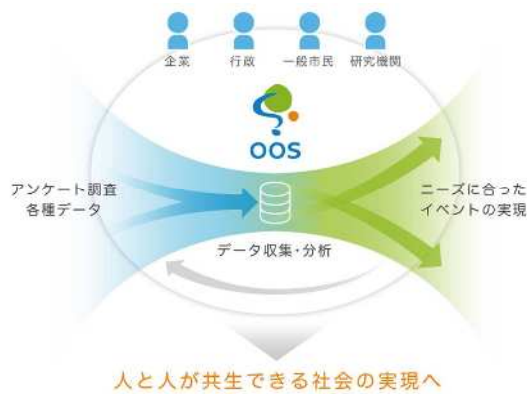 企業
行政
一般市民
研究機関
OOS
アンケート調査
各種データ
ニーズに合った
イベントの実現
データ収集・分析
人と人が共生できる社会の実現へ